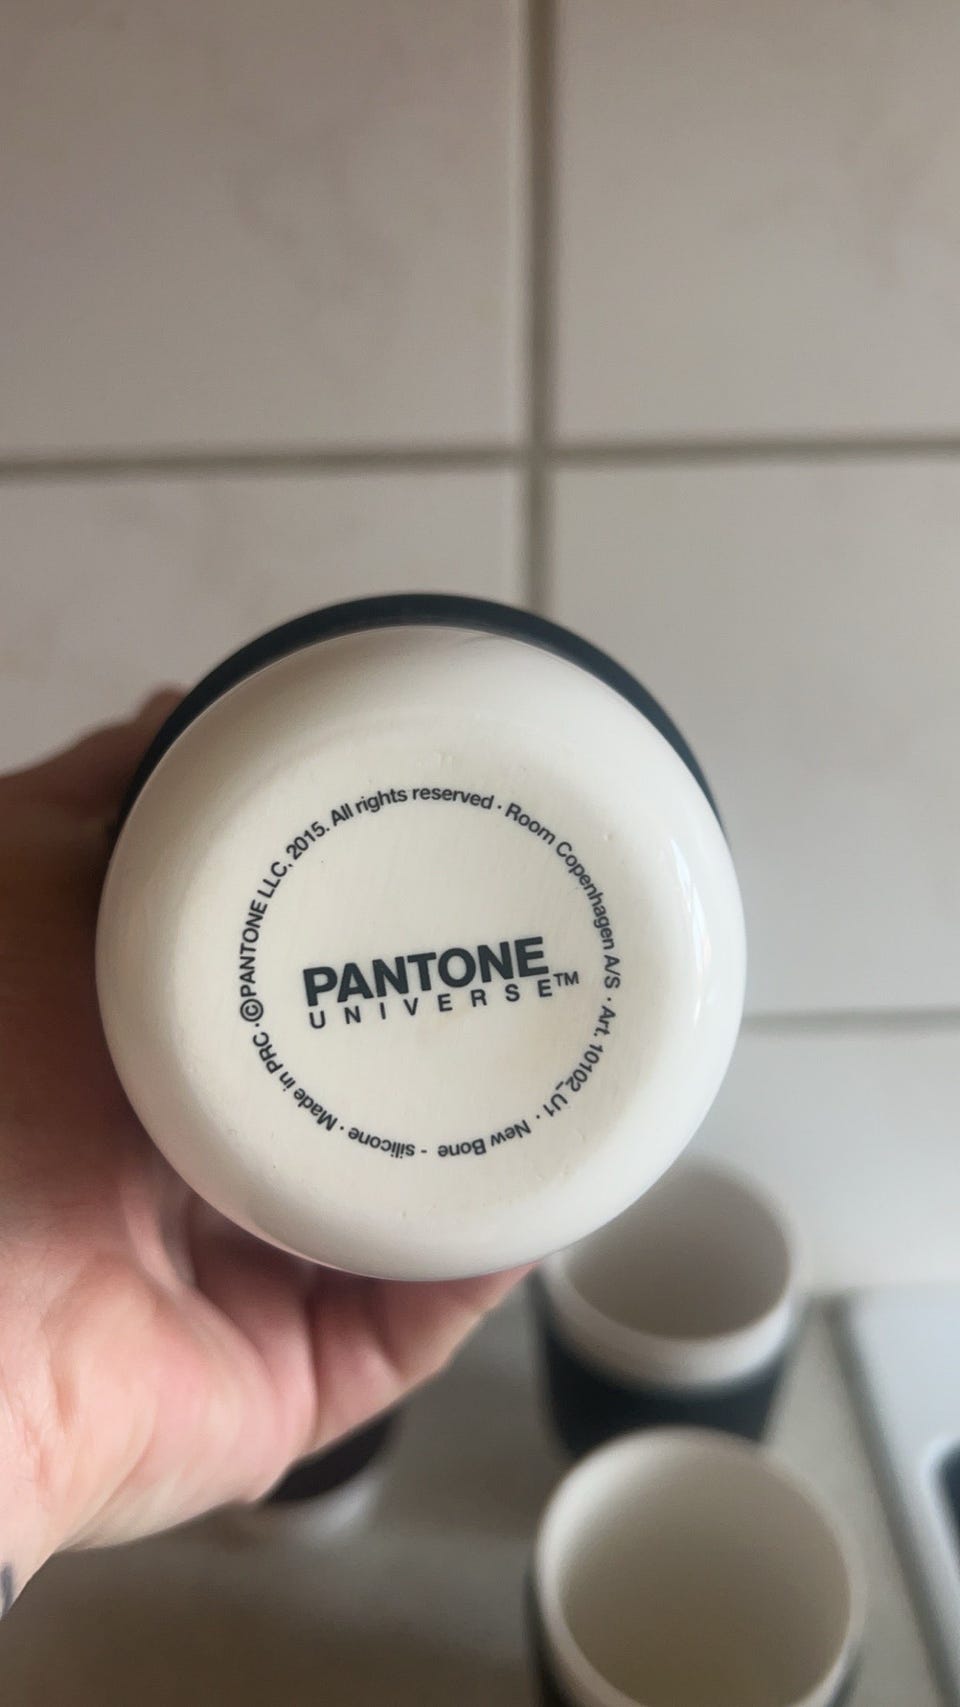 PANTONE
UNIVERSE™
©PANTONE LLC, 2015. All rights reserved · Room Copenhagen A/S · Art. 10102_U1 · New Bone - silicone · Made in PRC ·